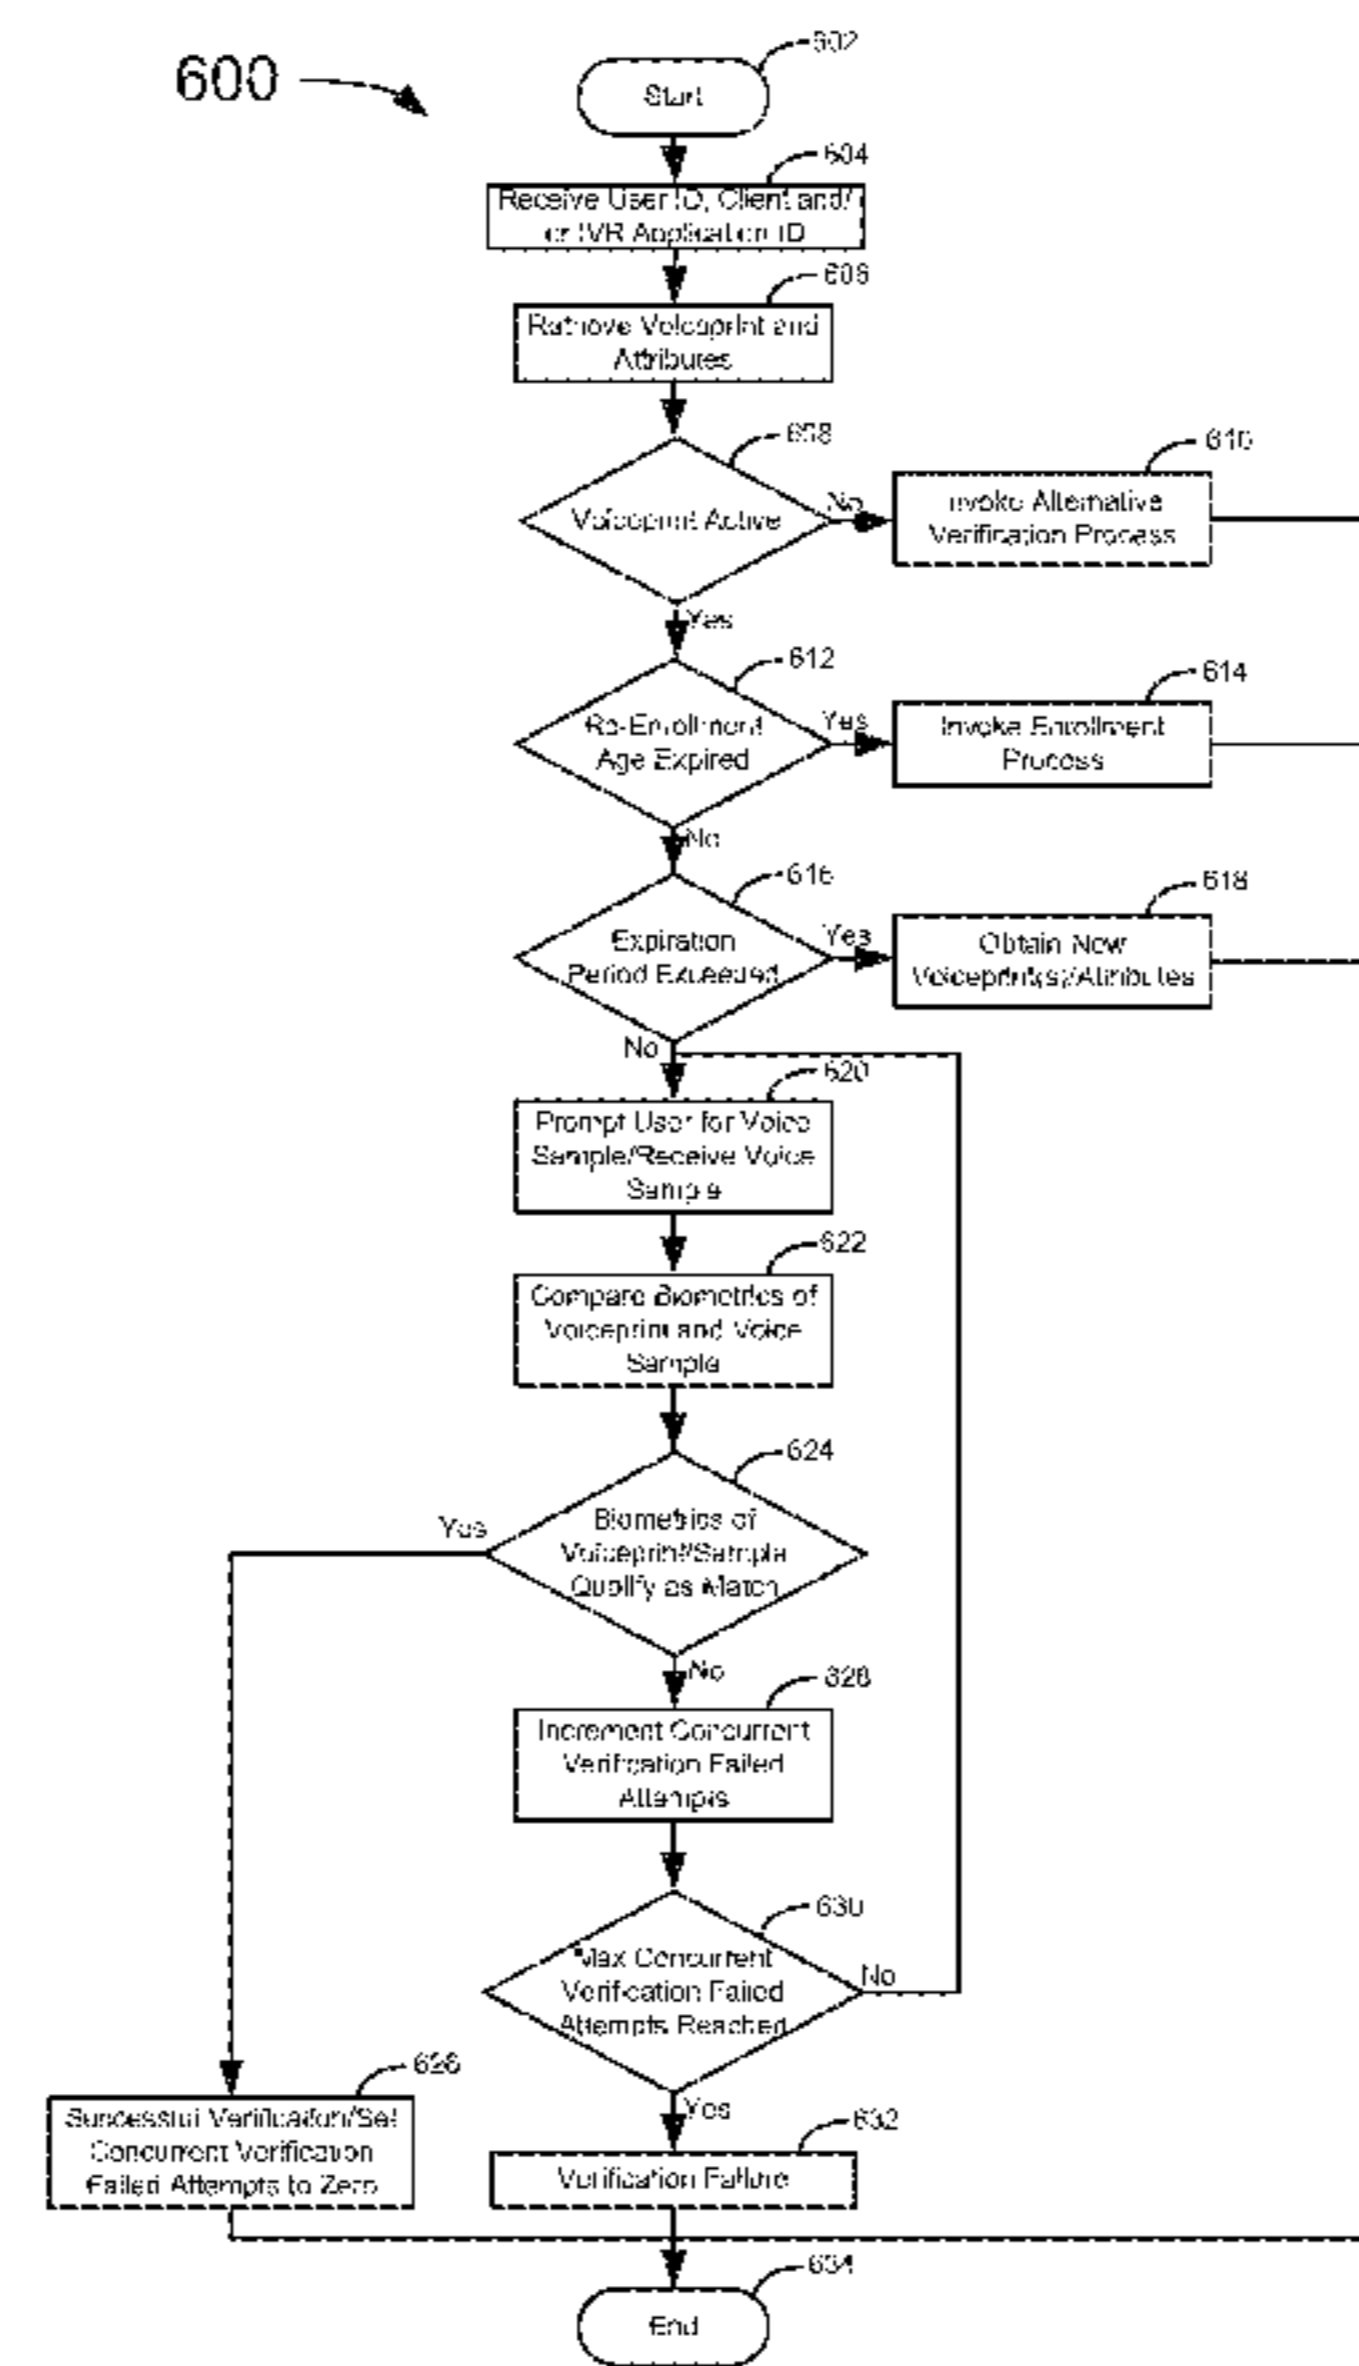 600
602
Start
604
Receive User ID, Client and/
or IVR Application ID
606
Retrieve Voiceprint and
Attributes
608
Voiceprint Active
No
610
Invoke Alternative
Verification Process
Yes
612
Re-Enrollment
Age Expired
Yes
614
Invoke Enrollment
Process
No
616
Expiration
Period Exceeded
Yes
618
Obtain New
Voiceprint(s)/Attributes
No
620
Prompt User for Voice
Sample/Receive Voice
Sample
622
Compare Biometrics of
Voiceprint and Voice
Sample
624
Biometrics of
Voiceprint/Sample
Qualify as Match
Yes
No
628
Increment Concurrent
Verification Failed
Attempts
630
Max Concurrent
Verification Failed
Attempts Reached
No
626
Successful Verification/Set
Concurrent Verification
Failed Attempts to Zero
Yes
632
Verification Failure
634
End